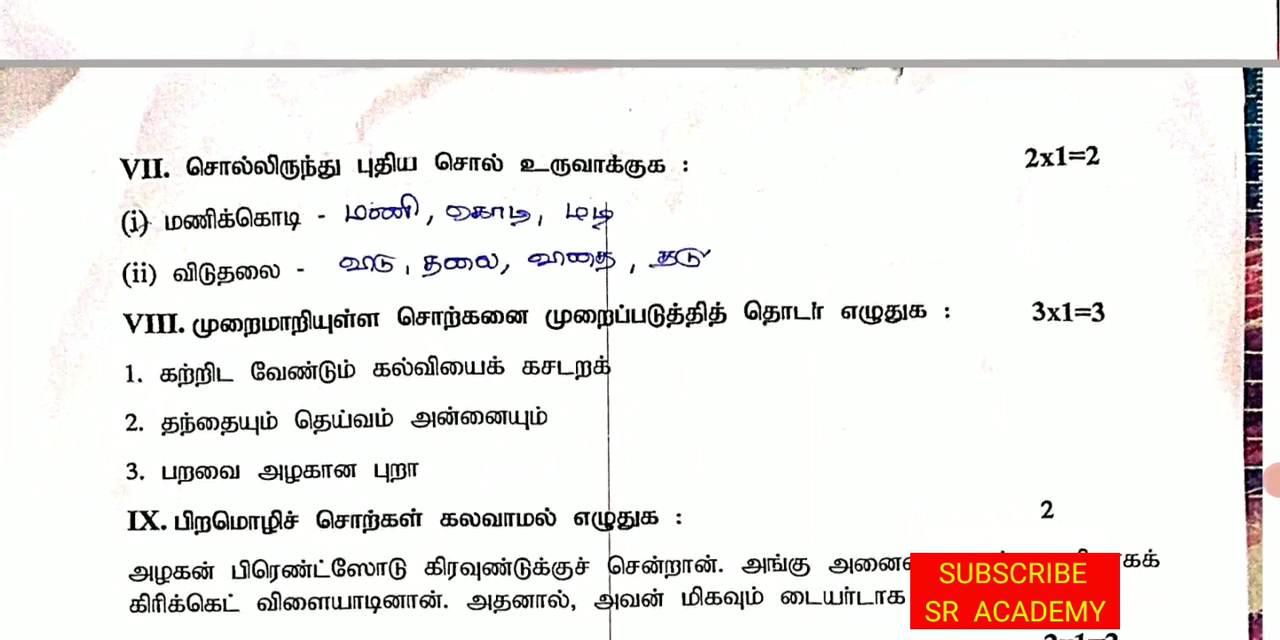 VII. சொல்லிருந்து புதிய சொல் உருவாக்குக : 2x1=2
(i) மணிக்கொடி - மணி, கொடி, மடி
(ii) விடுதலை - விடு, தலை, விதை, தடு
VIII. முறைமாறியுள்ள சொற்கனை முறைப்படுத்தித் தொடர் எழுதுக : 3x1=3
1. கற்றிட வேண்டும் கல்வியைக் கசடறக்
2. தந்தையும் தெய்வம் அன்னையும்
3. பறவை அழகான புறா
IX. பிறமொழிச் சொற்கள் கலவாமல் எழுதுக : 2
அழகன் பிரெண்ட்ஸோடு கிரவுண்டுக்குச் சென்றான். அங்கு
கிரிக்கெட் விளையாடினான். அதனால், அவன் மிகவும் டையர்டாக
SUBSCRIBE
SR ACADEMY